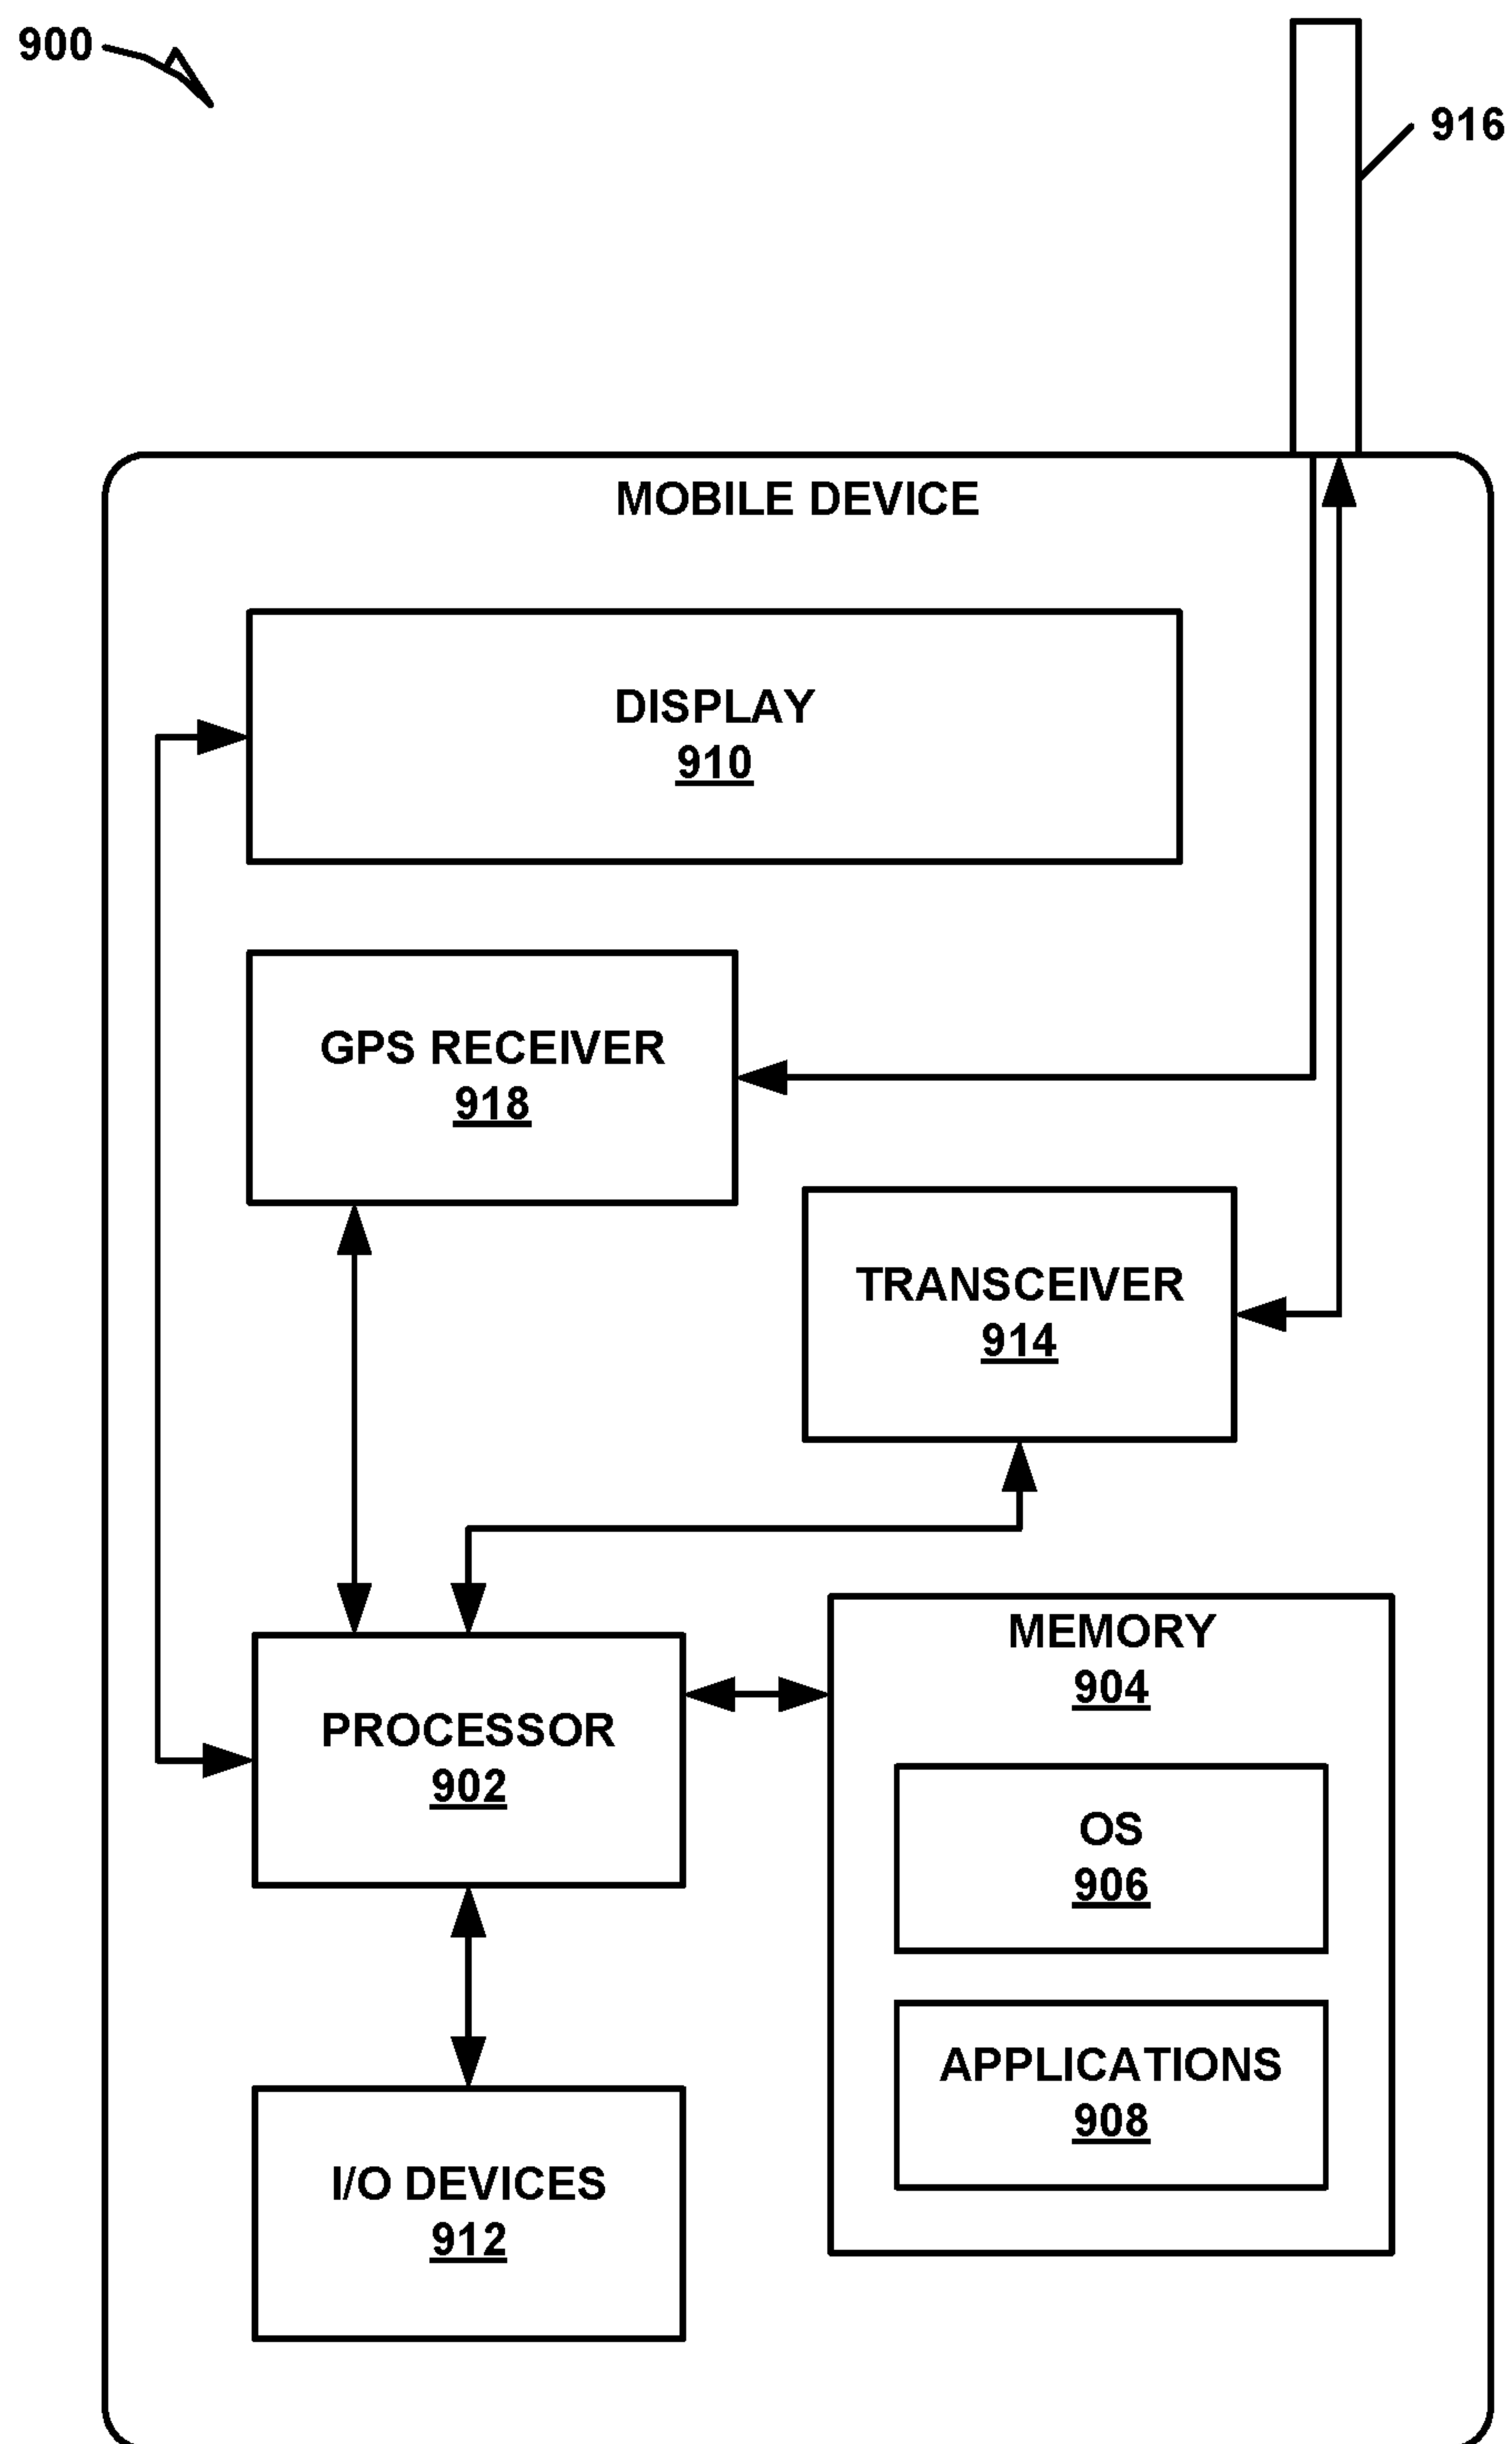 900
916
MOBILE DEVICE
DISPLAY
910
GPS RECEIVER
918
TRANSCEIVER
914
MEMORY
904
PROCESSOR
902
OS
906
APPLICATIONS
908
I/O DEVICES
912